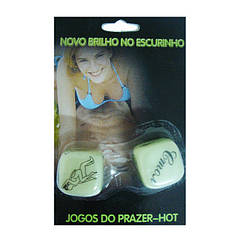 NOVO BRILHO NO ESCURINHO
JOGOS DO PRAZER-HOT